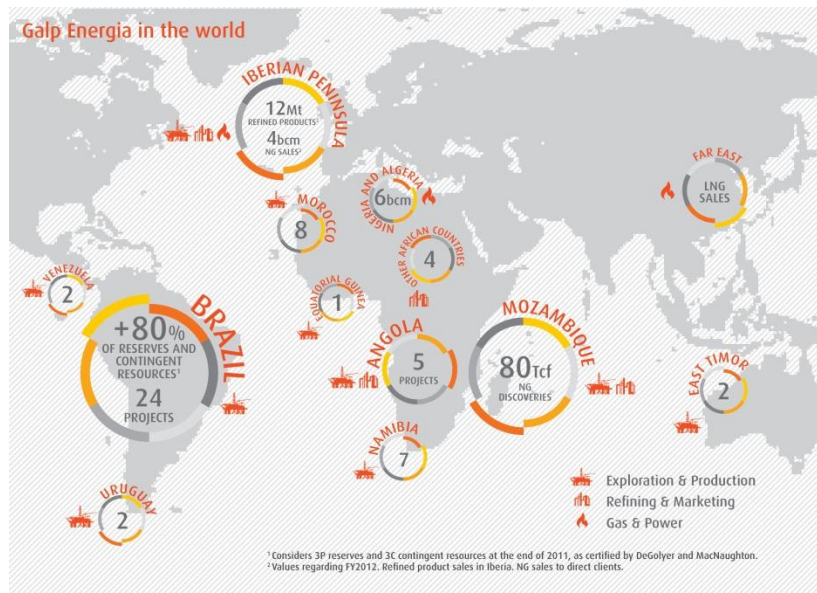 Galp Energia in the world
IBERIAN PENINSULA
12Mt
REFINED PRODUCTS²
4bcm
NG SALES²
FAR EAST
LNG
SALES
NIGERIA AND ALGERIA
6bcm
MOROCCO
8
OTHER AFRICAN COUNTRIES
4
VENEZUELA
2
EQUATORIAL GUINEA
1
BRAZIL
+80%
OF RESERVES AND
CONTINGENT
RESOURCES¹
24
PROJECTS
ANGOLA
5
PROJECTS
MOZAMBIQUE
80Tcf
NG
DISCOVERIES
EAST TIMOR
2
NAMIBIA
7
URUGUAY
2
Exploration & Production
Refining & Marketing
Gas & Power
¹ Considers 3P reserves and 3C contingent resources at the end of 2011, as certified by DeGolyer and MacNaughton.
² Values regarding FY2012. Refined product sales in Iberia. NG sales to direct clients.